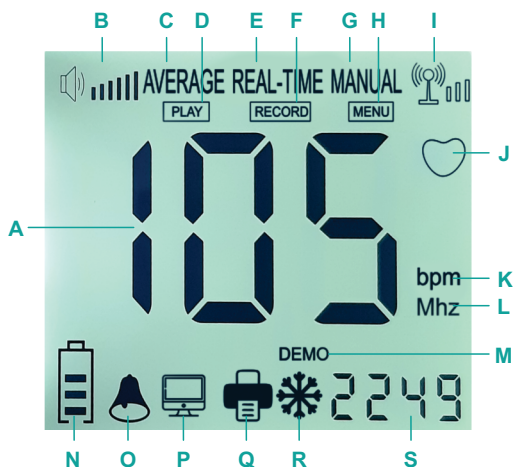 B C D E F G H I
AVERAGE REAL-TIME MANUAL
PLAY RECORD MENU
J
A 105
bpm K
Mhz L
DEMO M
2249
N O P Q R S